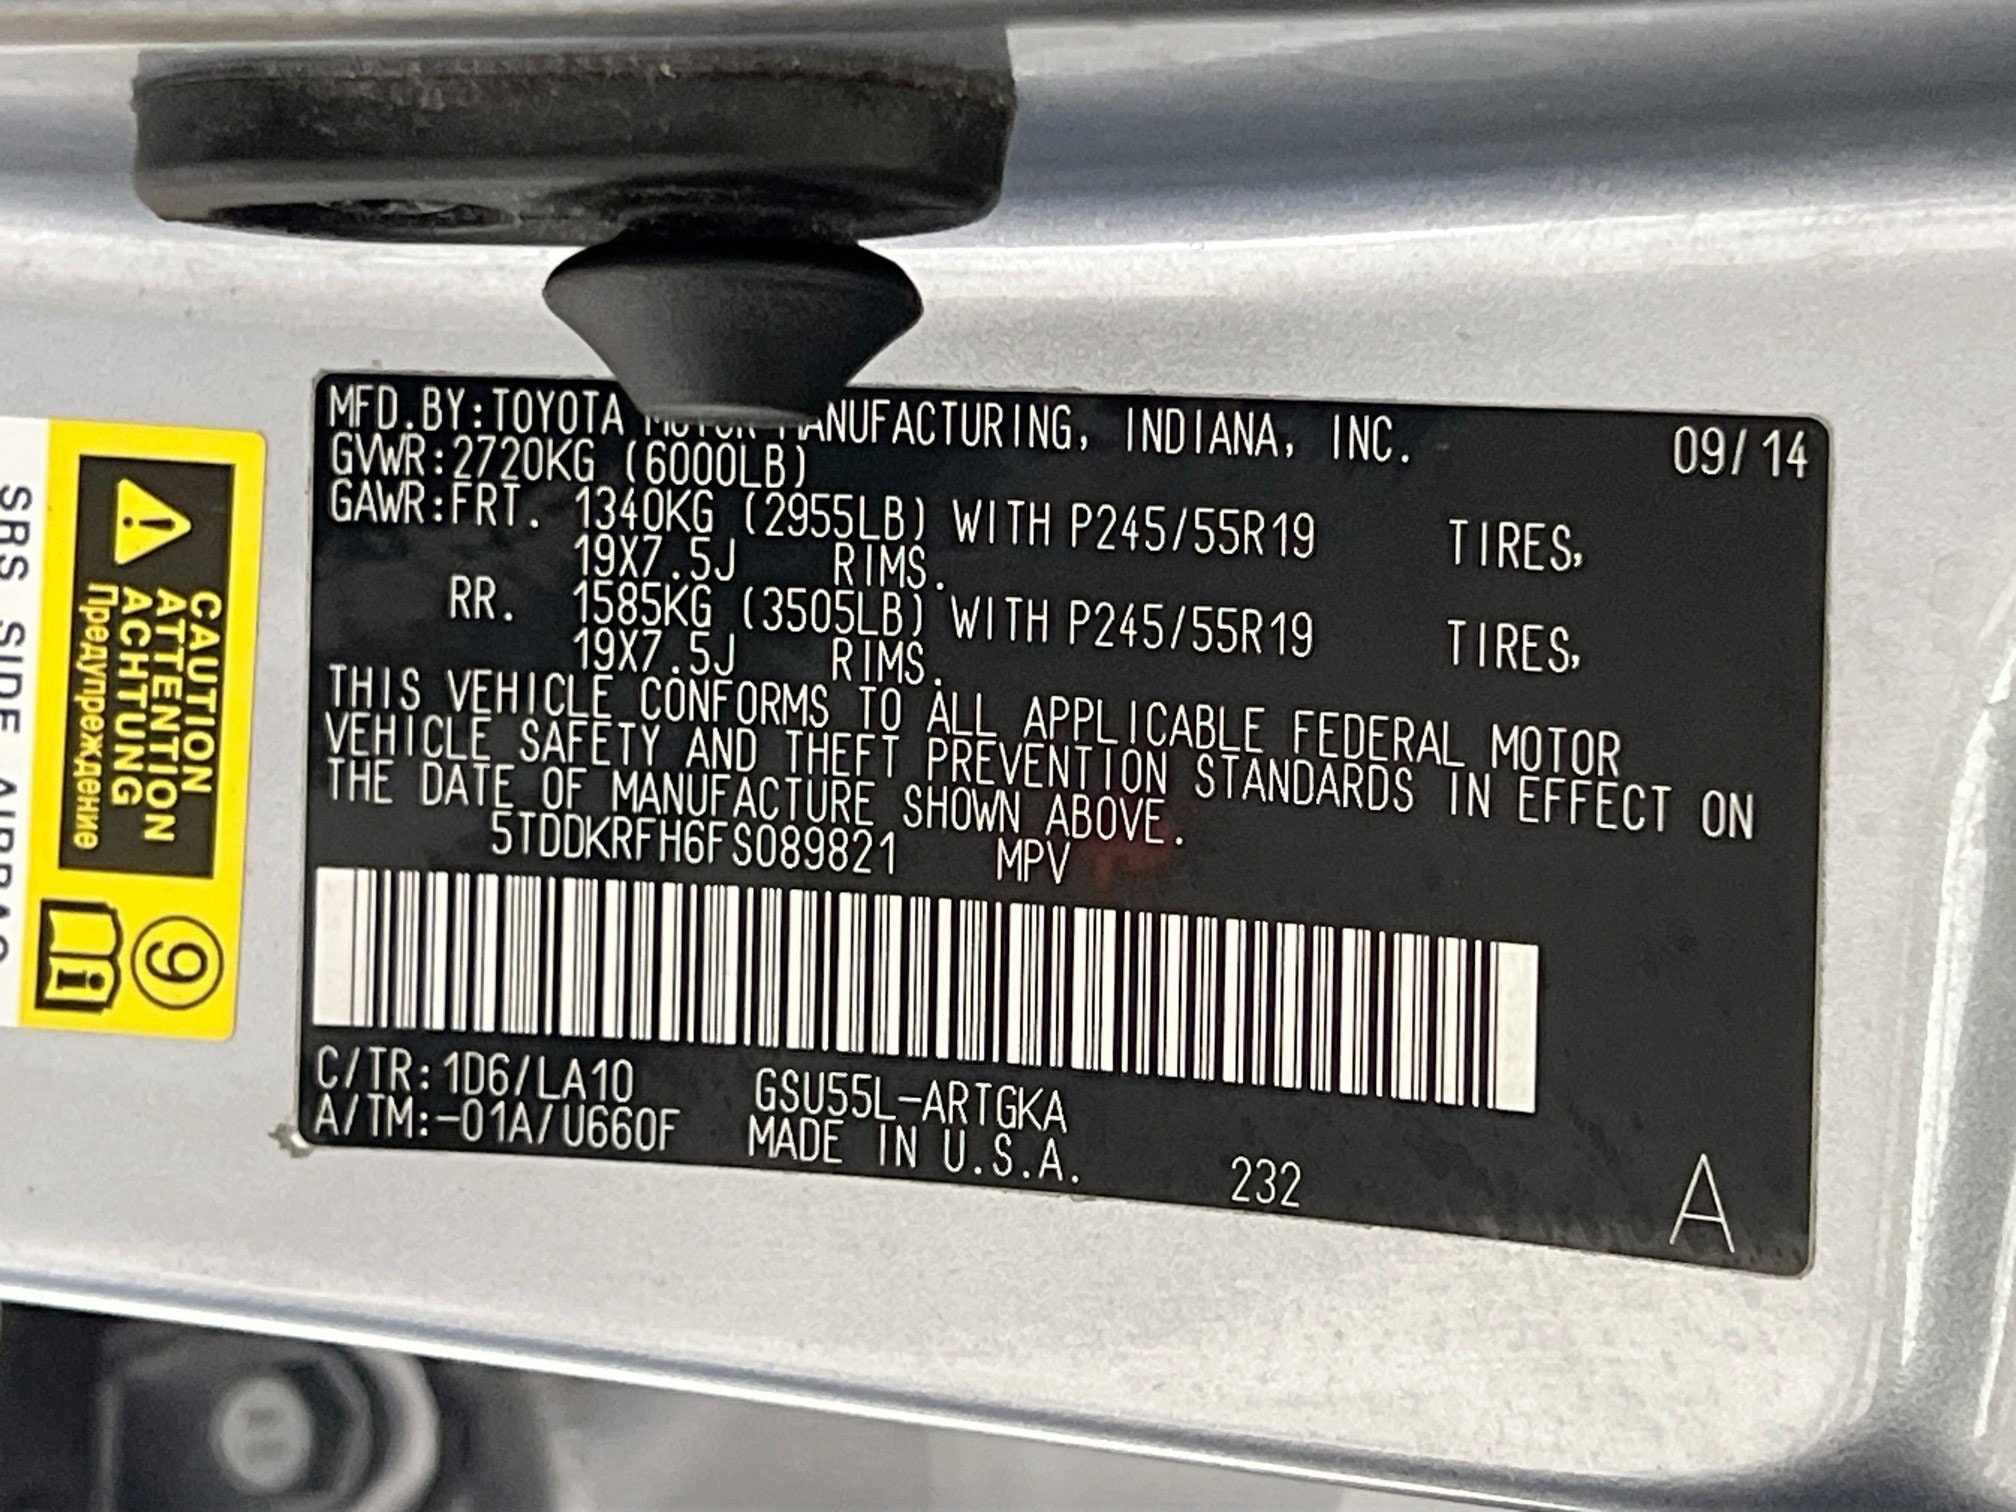 MFD.BY:TOYOTA MOTOR MANUFACTURING, INDIANA, INC. 09/14
GVWR:2720KG (6000LB)
GAWR:FRT. 1340KG (2955LB) WITH P245/55R19 TIRES,
19X7.5J RIMS.
RR. 1585KG (3505LB) WITH P245/55R19 TIRES,
19X7.5J RIMS.
THIS VEHICLE CONFORMS TO ALL APPLICABLE FEDERAL MOTOR
VEHICLE SAFETY AND THEFT PREVENTION STANDARDS IN EFFECT ON
THE DATE OF MANUFACTURE SHOWN ABOVE.
5TDDKRFH6FS089821 MPV
C/TR:1D6/LA10 GSU55L-ARTGKA
A/TM:-01A/U660F MADE IN U.S.A. 232 A
CAUTION
ATTENTION
ACHTUNG
Предупреждение
9
i
SRS SIDE AIRBAG